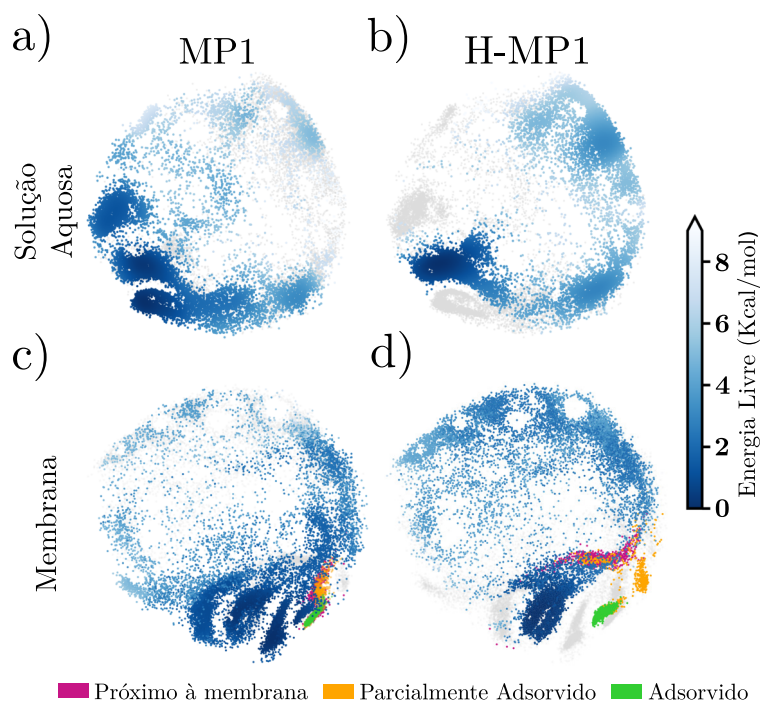 a)
MP1
b)
H-MP1
Solução
Aquosa
8
6
4
2
0
Energia Livre (Kcal/mol)
c)
d)
Membrana
Próximo à membrana
Parcialmente Adsorvido
Adsorvido